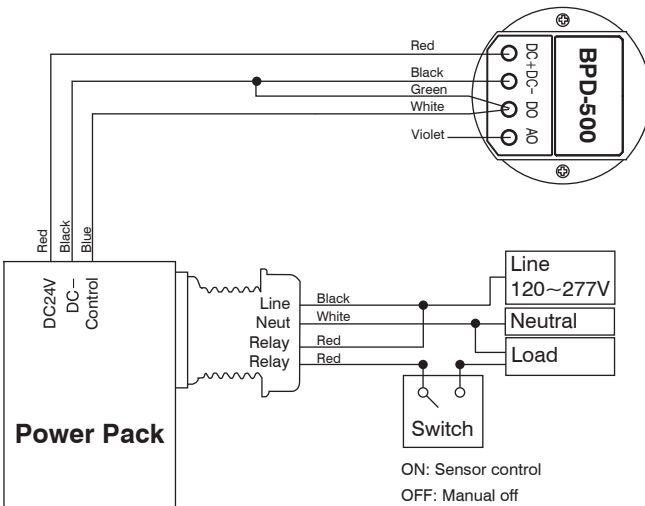 Red
Black
Green
White
Violet
DC+
DC-
DO
AO
BPD-500
Red
Black
Blue
DC24V
DC−
Control
Power Pack
Line
Neut
Relay
Relay
Black
White
Red
Red
Line
120~277V
Neutral
Load
Switch
ON: Sensor control
OFF: Manual off